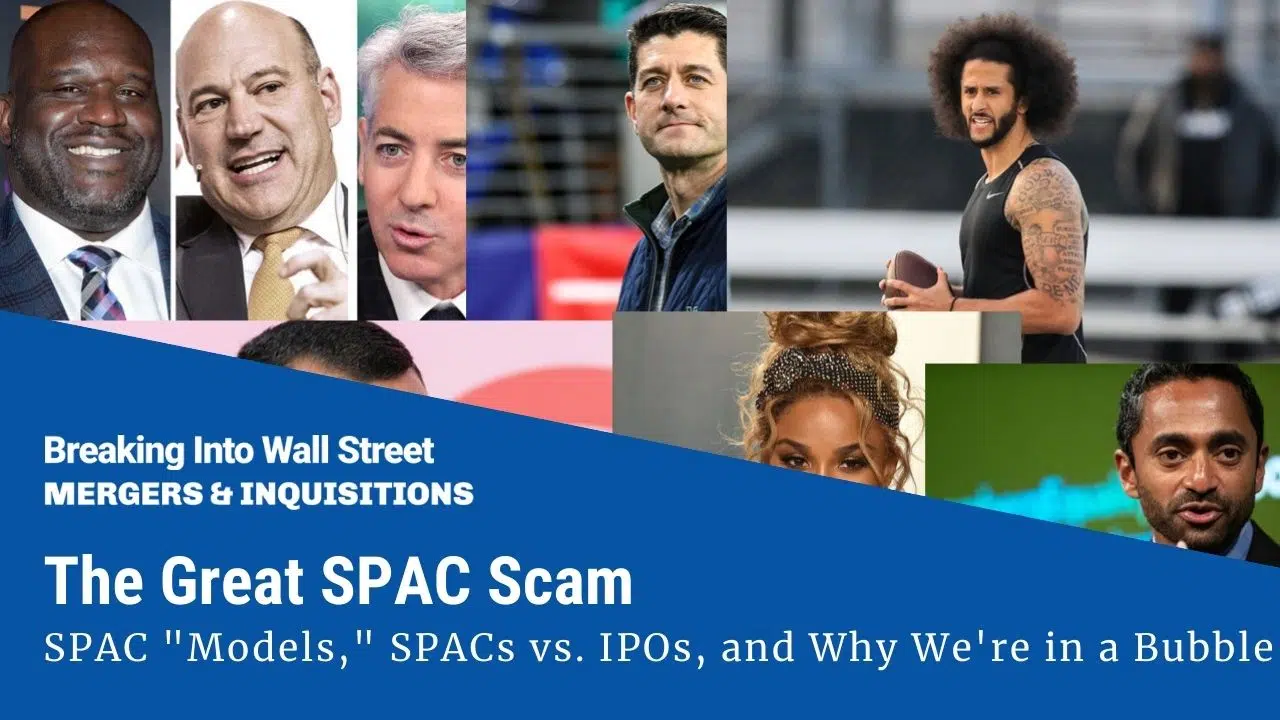 Breaking Into Wall Street
MERGERS & INQUISITIONS
The Great SPAC Scam
SPAC "Models," SPACs vs. IPOs, and Why We're in a Bubble